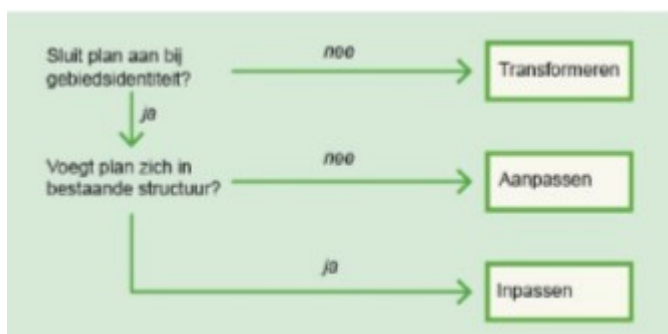 Sluit plan aan bij
gebiedsidentiteit?
nee
Transformeren
ja
Voegt plan zich in
bestaande structuur?
nee
Aanpassen
ja
Inpassen